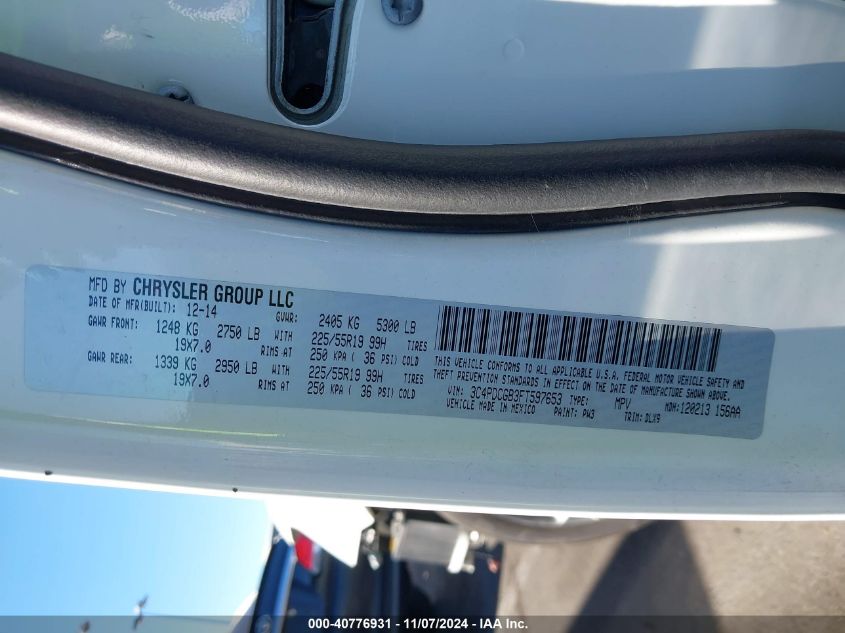 MFD BY CHRYSLER GROUP LLC
DATE OF MFR(BUILT): 12-14 GVWR: 2405 KG 5300 LB
GAWR FRONT: 1248 KG 2750 LB WITH 225/55R19 99H TIRES
19X7.0 RIMS AT 250 KPA ( 36 PSI) COLD
GAWR REAR: 1339 KG 2950 LB WITH 225/55R19 99H TIRES
19X7.0 RIMS AT 250 KPA ( 36 PSI) COLD
THIS VEHICLE CONFORMS TO ALL APPLICABLE U.S.A. FEDERAL MOTOR VEHICLE SAFETY AND
THEFT PREVENTION STANDARDS IN EFFECT ON THE DATE OF MANUFACTURE SHOWN ABOVE.
VIN: 3C4PDCGB3FT597653 TYPE: MPV MDH: 120213 156AA
VEHICLE MADE IN MEXICO PAINT: PW3 TRIM: DLX9
000-40776931 - 11/07/2024 - IAA Inc.